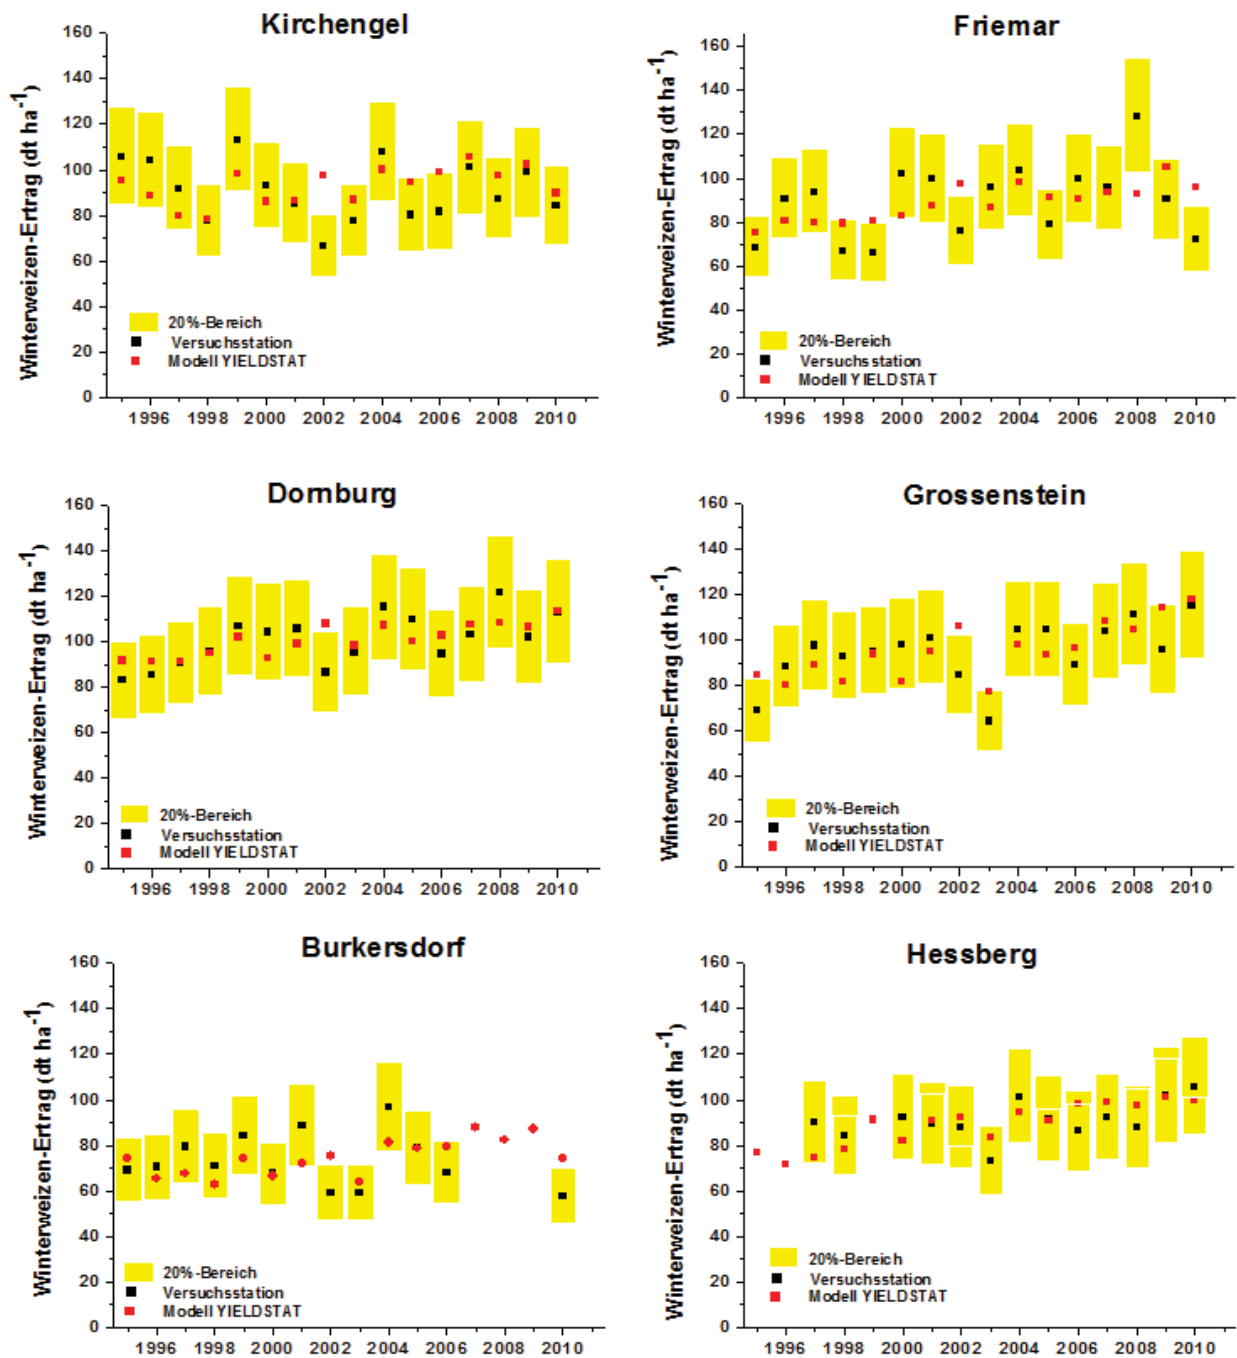 Kirchengel
Winterweizen-Ertrag (dt ha⁻¹)
160
140
120
100
80
60
40
20
0
20%-Bereich
Versuchsstation
Modell YIELDSTAT
1996 1998 2000 2002 2004 2006 2008 2010
Friemar
Winterweizen-Ertrag (dt ha⁻¹)
160
140
120
100
80
60
40
20
0
20%-Bereich
Versuchsstation
Modell YIELDSTAT
1996 1998 2000 2002 2004 2006 2008 2010
Dornburg
Winterweizen-Ertrag (dt ha⁻¹)
160
140
120
100
80
60
40
20
0
20%-Bereich
Versuchsstation
Modell YIELDSTAT
1996 1998 2000 2002 2004 2006 2008 2010
Grossenstein
Winterweizen-Ertrag (dt ha⁻¹)
160
140
120
100
80
60
40
20
0
20%-Bereich
Versuchsstation
Modell YIELDSTAT
1996 1998 2000 2002 2004 2006 2008 2010
Burkersdorf
Winterweizen-Ertrag (dt ha⁻¹)
160
140
120
100
80
60
40
20
0
20%-Bereich
Versuchsstation
Modell YIELDSTAT
1996 1998 2000 2002 2004 2006 2008 2010
Hessberg
Winterweizen-Ertrag (dt ha⁻¹)
160
140
120
100
80
60
40
20
0
20%-Bereich
Versuchsstation
Modell YIELDSTAT
1996 1998 2000 2002 2004 2006 2008 2010